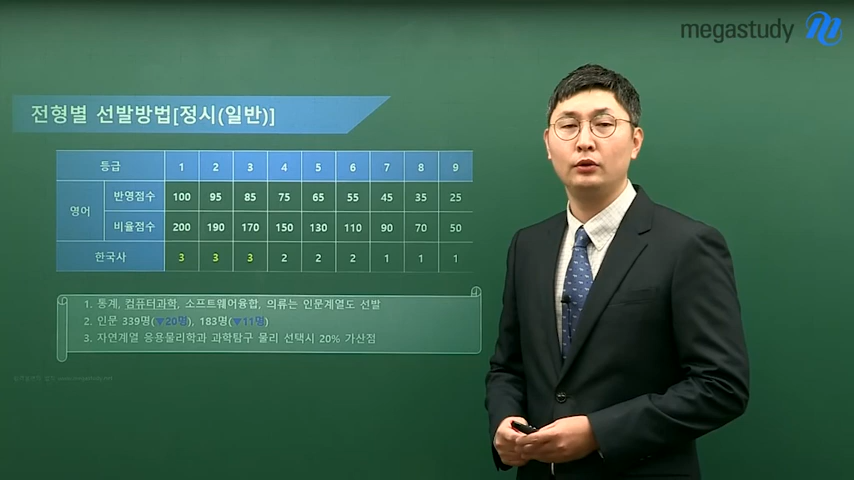 megastudy
전형별 선발방법[정시(일반)]
등급 1 2 3 4 5 6 7 8 9
영어 반영점수 100 95 85 75 65 55 45 35 25
비율점수 200 190 170 150 130 110 90 70 50
한국사 3 3 3 2 2 2 1 1 1
1. 통계, 컴퓨터과학, 소프트웨어융합, 의류는 인문계열도 선발
2. 인문 339명(▼20명), 183명(▼11명)
3. 자연계열 응용물리학과 과학탐구 물리 선택시 20% 가산점